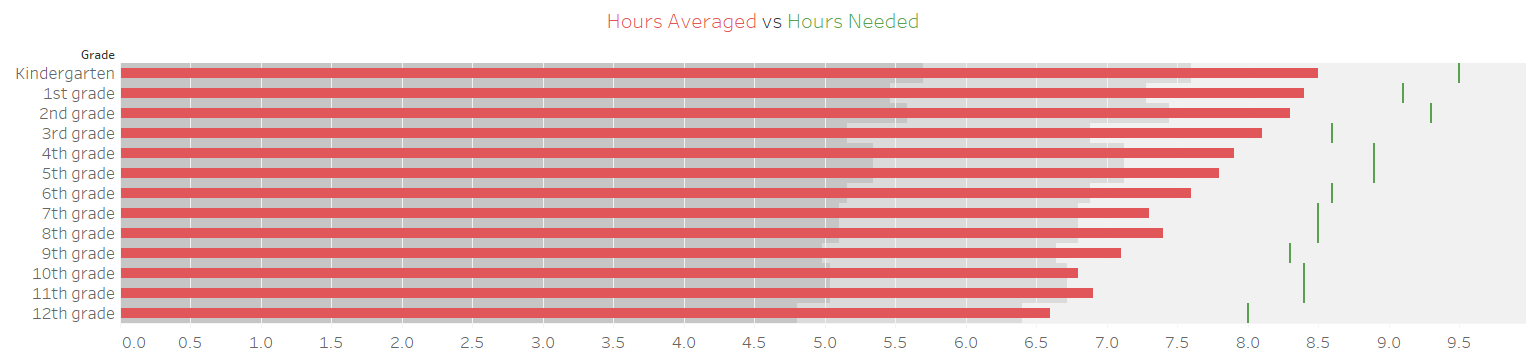 Hours Averaged vs Hours Needed
Grade
Kindergarten
1st grade
2nd grade
3rd grade
4th grade
5th grade
6th grade
7th grade
8th grade
9th grade
10th grade
11th grade
12th grade
0.0 0.5 1.0 1.5 2.0 2.5 3.0 3.5 4.0 4.5 5.0 5.5 6.0 6.5 7.0 7.5 8.0 8.5 9.0 9.5